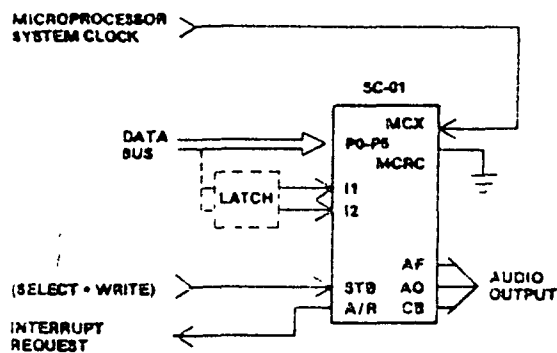 MICROPROCESSOR
SYSTEM CLOCK
SC-01
MCX
DATA
BUS
P0-P5
MCRC
LATCH
I1
I2
AF
(SELECT • WRITE)
STB
AO
AUDIO
OUTPUT
A/R
CB
INTERRUPT
REQUEST